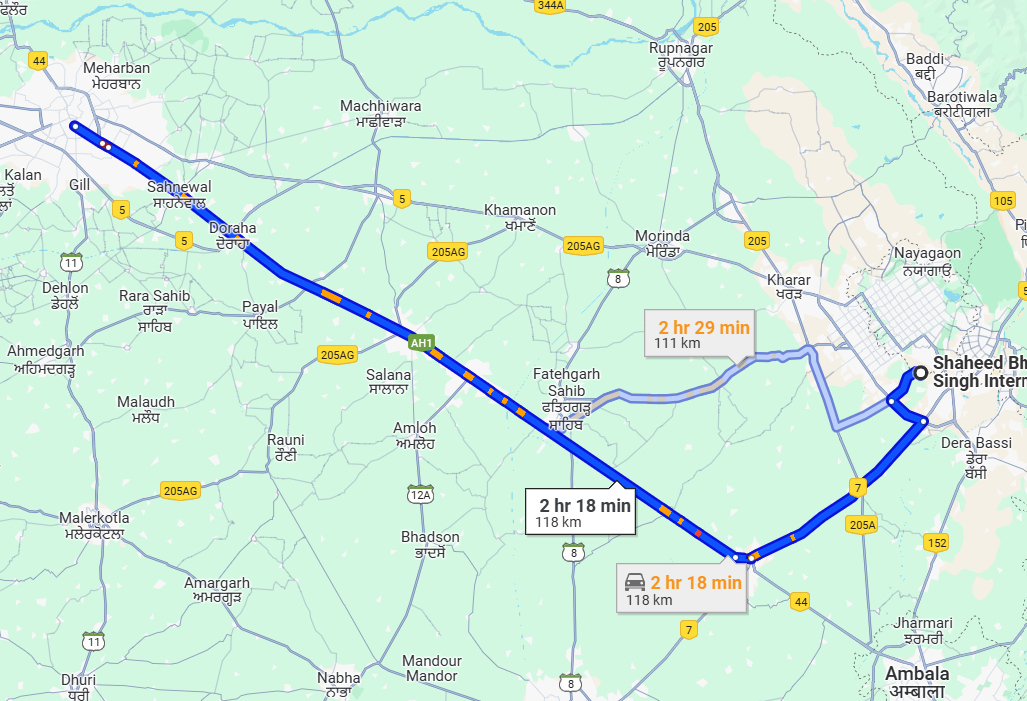 ਫਿਲੌਰ
344A
205
44
Meharban
ਮੇਹਰਬਾਨ
Rupnagar
ਰੂਪਨਗਰ
Baddi
बद्दी
Barotiwala
ਬਰੋਟੀਵਾਲਾ
Machhiwara
ਮਾਛੀਵਾੜਾ
Kalan
Gill
Sahnewal
ਸਾਹਨੇਵਾਲ
5
5
5
Doraha
ਦੋਰਾਹਾ
Khamanon
ਖਮਾਣੋਂ
205AG
205AG
Morinda
ਮੋਰਿੰਡਾ
205
105
Nayagaon
ਨਯਾਗਾਓਂ
11
Dehlon
ਡੇਹਲੋਂ
Rara Sahib
ਰਾੜਾ
ਸਾਹਿਬ
Payal
ਪਾਇਲ
8
Kharar
ਖਰੜ
2 hr 29 min
111 km
AH1
205AG
Ahmedgarh
ਅਹਿਮਦਗੜ੍ਹ
Salana
ਸਾਲਾਨਾ
Fatehgarh
Sahib
ਫਤਿਹਗੜ੍ਹ
ਸਾਹਿਬ
Shaheed Bh
Singh Intern
Malaudh
ਮਲੌਧ
Amloh
ਅਮਲੋਹ
Rauni
ਰੌਣੀ
Dera Bassi
ਡੇਰਾ
ਬੱਸੀ
205AG
12A
7
2 hr 18 min
118 km
205A
Malerkotla
ਮਲੇਰਕੋਟਲਾ
Bhadson
ਭਾਦਸੋਂ
8
152
2 hr 18 min
118 km
Amargarh
ਅਮਰਗੜ੍ਹ
44
7
Jharmari
ਝਰਮਰੀ
11
Mandour
Mandor
Ambala
अम्बाला
Dhuri
ਧੂਰੀ
Nabha
ਨਾਭਾ
8